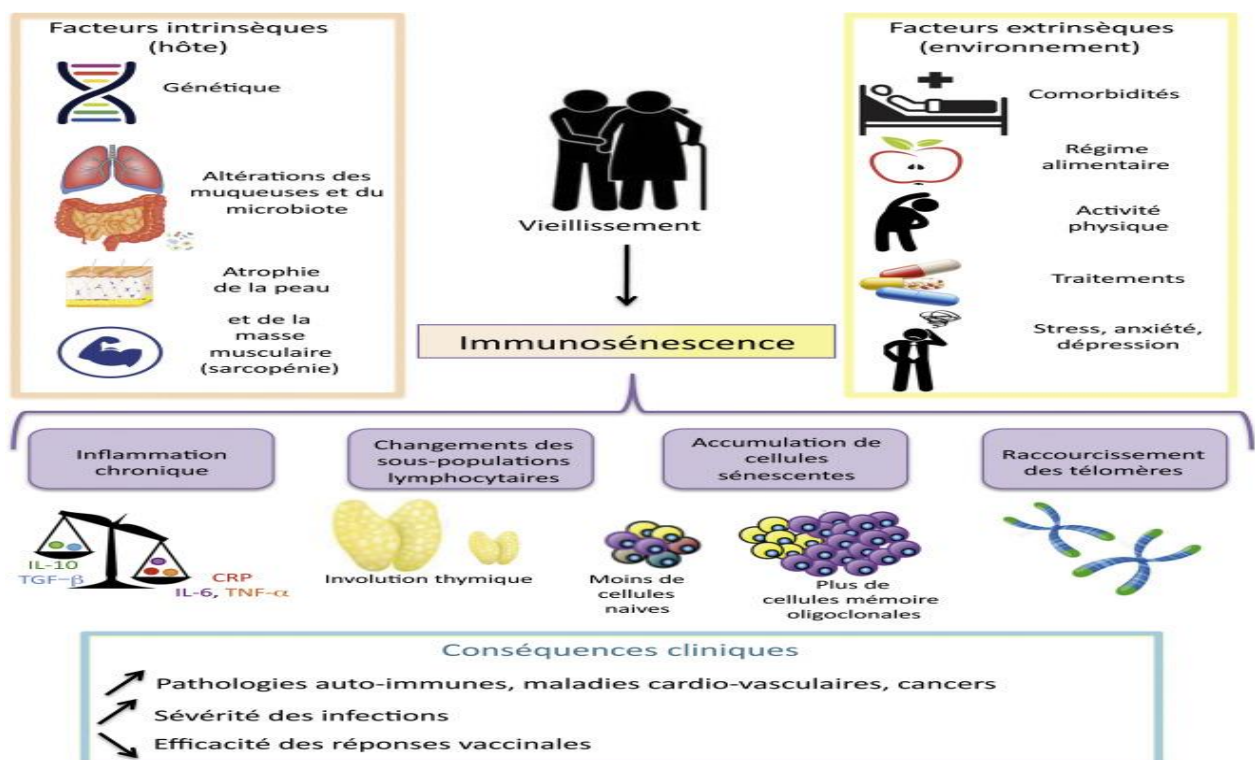 Facteurs intrinsèques
(hôte)
Génétique
Altérations des
muqueuses et du
microbiote
Atrophie
de la peau
et de la
masse
musculaire
(sarcopénie)
Vieillissement
Immunosénescence
Facteurs extrinsèques
(environnement)
Comorbidités
Régime
alimentaire
Activité
physique
Traitements
Stress, anxiété,
dépression
Inflammation
chronique
Changements des
sous-populations
lymphocytaires
Accumulation de
cellules
sénescentes
Raccourcissement
des télomères
IL-10
TGF-β
CRP
IL-6, TNF-α
Involution thymique
Moins de
cellules
naives
Plus de
cellules mémoire
oligoclonales
Conséquences cliniques
Pathologies auto-immunes, maladies cardio-vasculaires, cancers
Sévérité des infections
Efficacité des réponses vaccinales